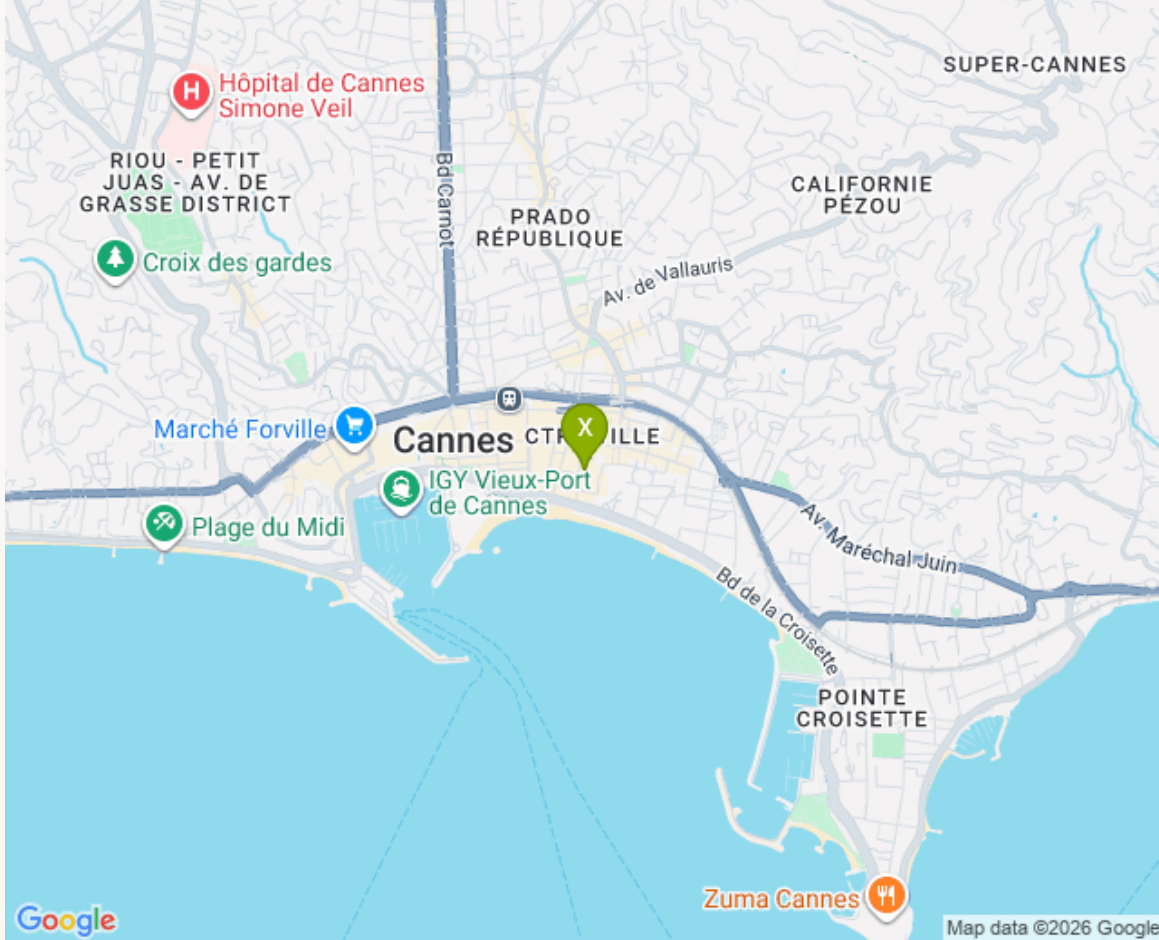 SUPER-CANNES
H
Hôpital de Cannes
Simone Veil
RIOU - PETIT
JUAS - AV. DE
GRASSE DISTRICT
Bd Carnot
CALIFORNIE
PÉZOU
PRADO
RÉPUBLIQUE
Croix des gardes
Av. de Vallauris
Marché Forville
Cannes
X
IGY Vieux-Port
de Cannes
Plage du Midi
Av. Maréchal Juin
Bd de la Croisette
POINTE
CROISETTE
Zuma Cannes
Google
Map data ©2026 Google